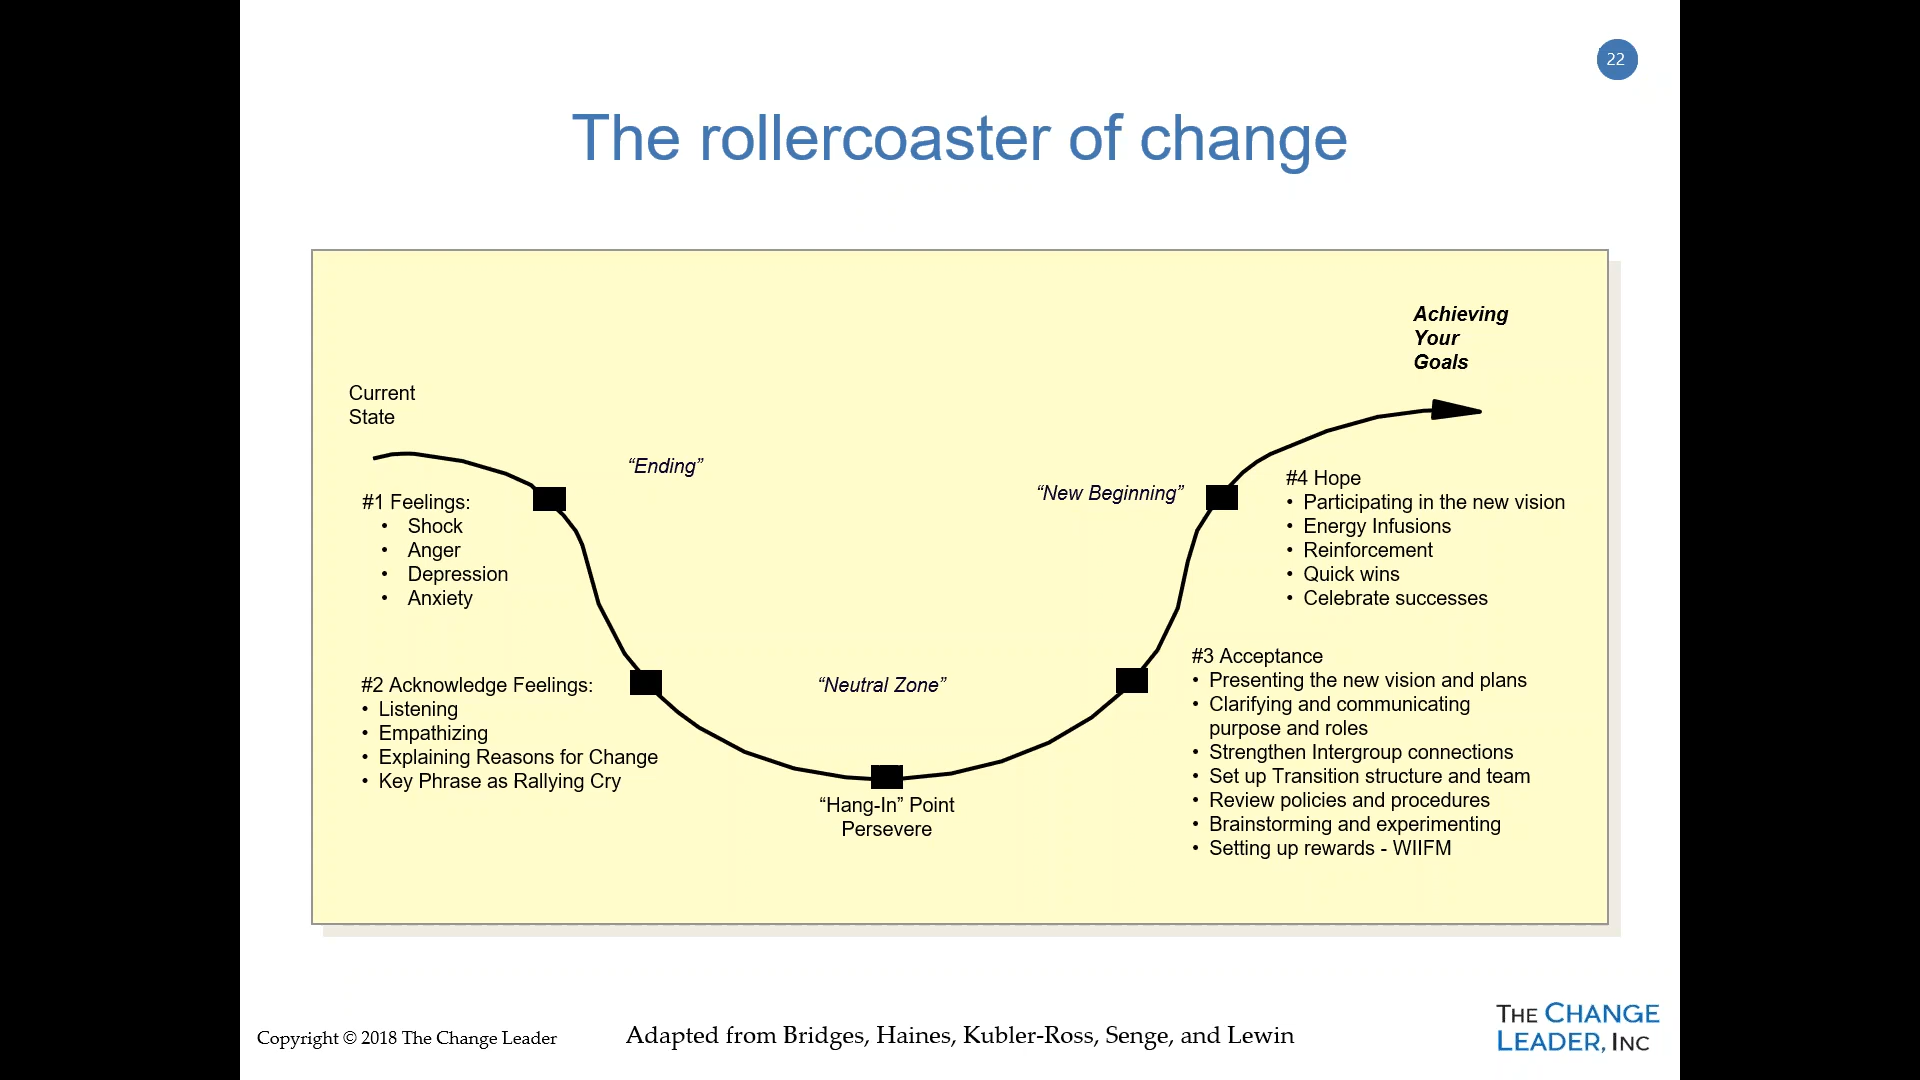 22
The rollercoaster of change
Achieving
Your
Goals
Current
State
“Ending”
“New Beginning”
#1 Feelings:
• Shock
• Anger
• Depression
• Anxiety
#4 Hope
• Participating in the new vision
• Energy Infusions
• Reinforcement
• Quick wins
• Celebrate successes
#2 Acknowledge Feelings:
• Listening
• Empathizing
• Explaining Reasons for Change
• Key Phrase as Rallying Cry
“Neutral Zone”
“Hang-In” Point
Persevere
#3 Acceptance
• Presenting the new vision and plans
• Clarifying and communicating
purpose and roles
• Strengthen Intergroup connections
• Set up Transition structure and team
• Review policies and procedures
• Brainstorming and experimenting
• Setting up rewards - WIIFM
Copyright © 2018 The Change Leader
Adapted from Bridges, Haines, Kubler-Ross, Senge, and Lewin
THE CHANGE
LEADER, INC